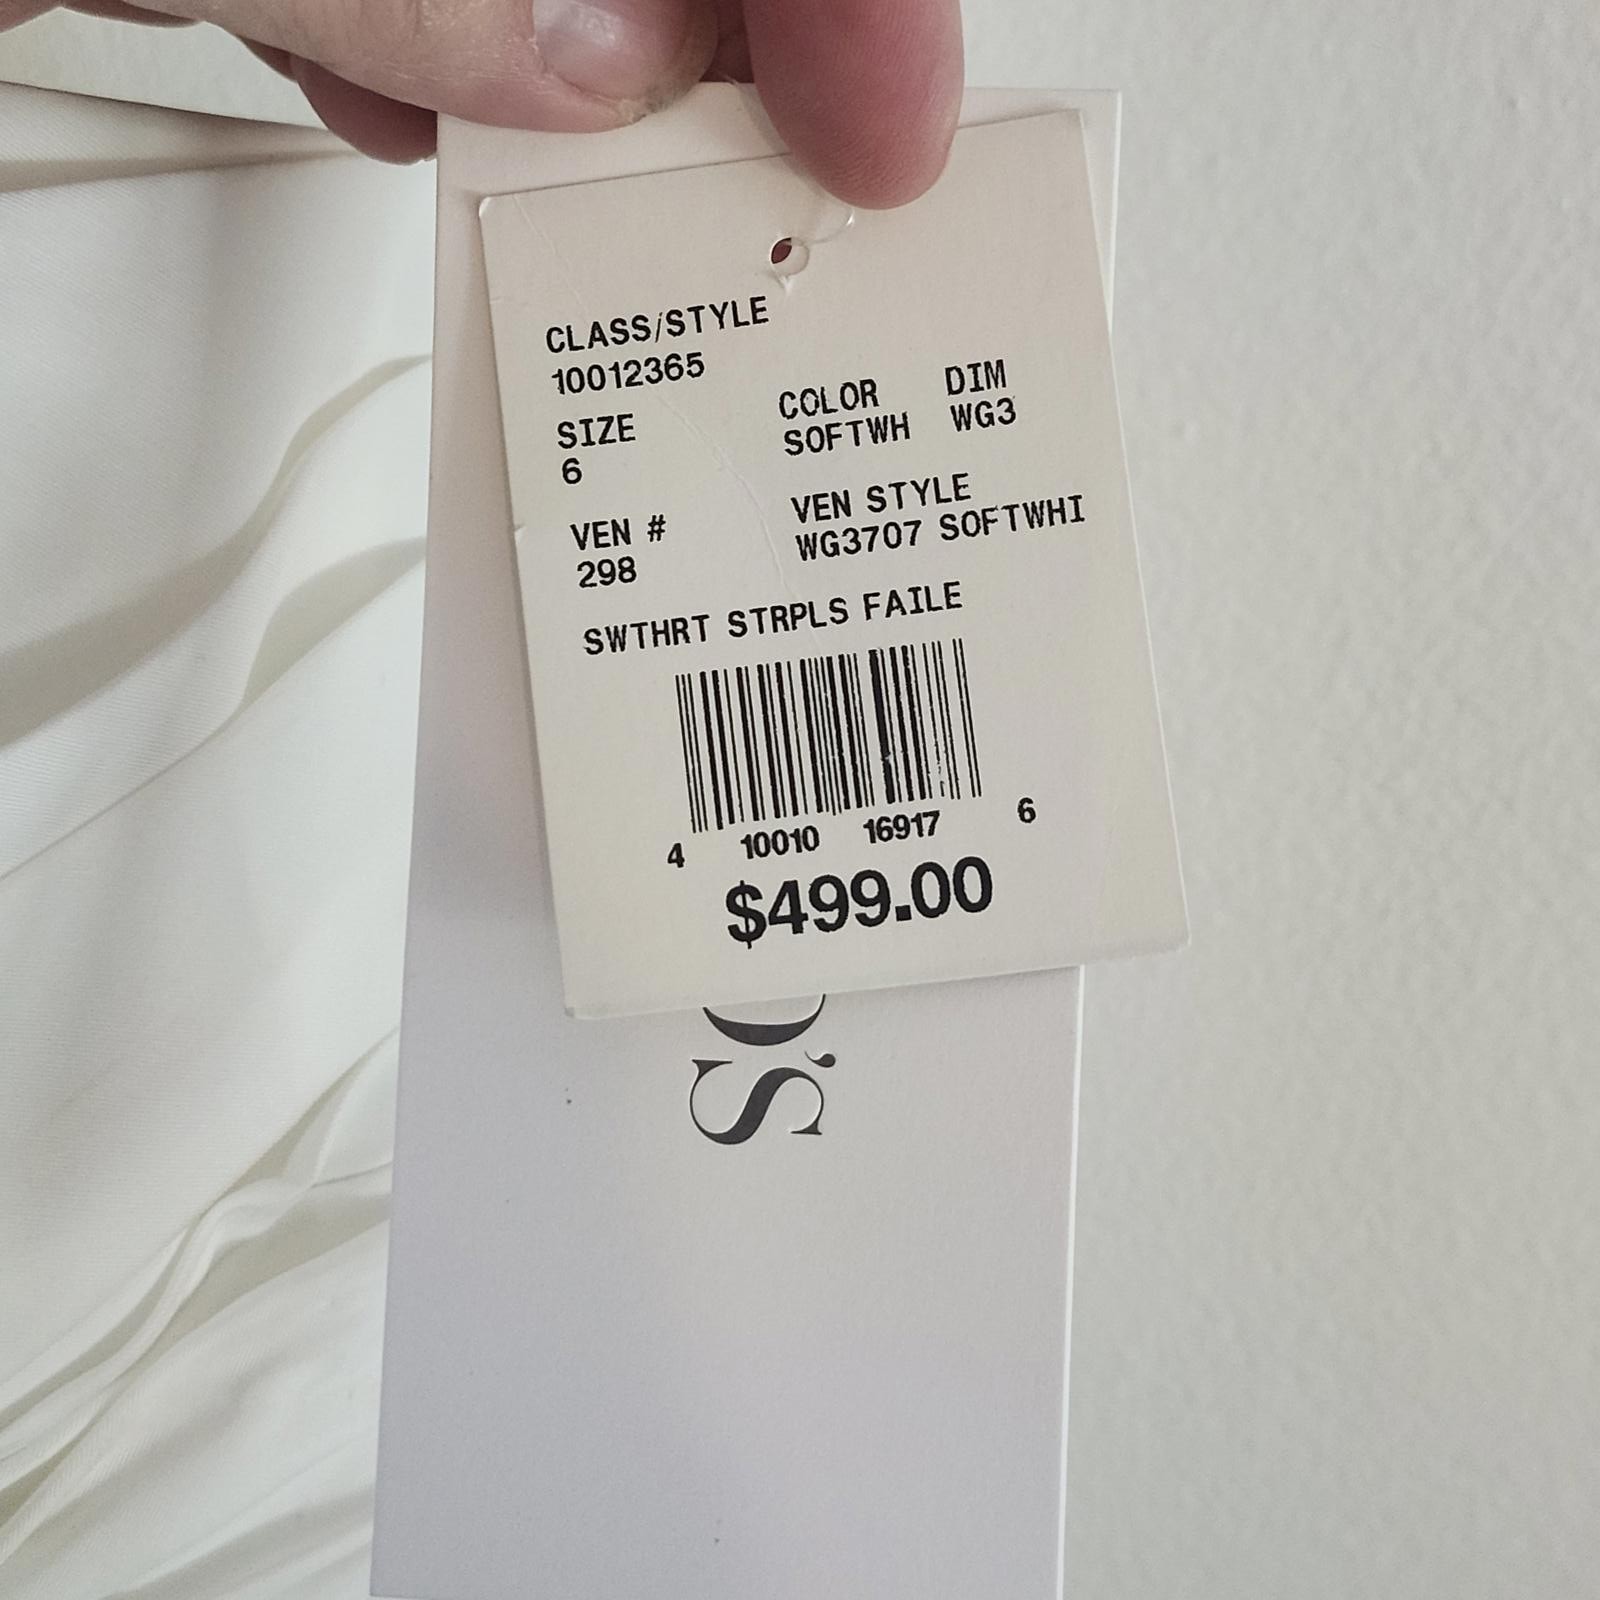 CLASS/STYLE
10012365
COLOR DIM
SOFTWH WG3
SIZE
6
VEN STYLE
WG3707 SOFTWHI
VEN #
298
SWTHRT STRPLS FAILE
4 10010 16917 6
$499.00
'S